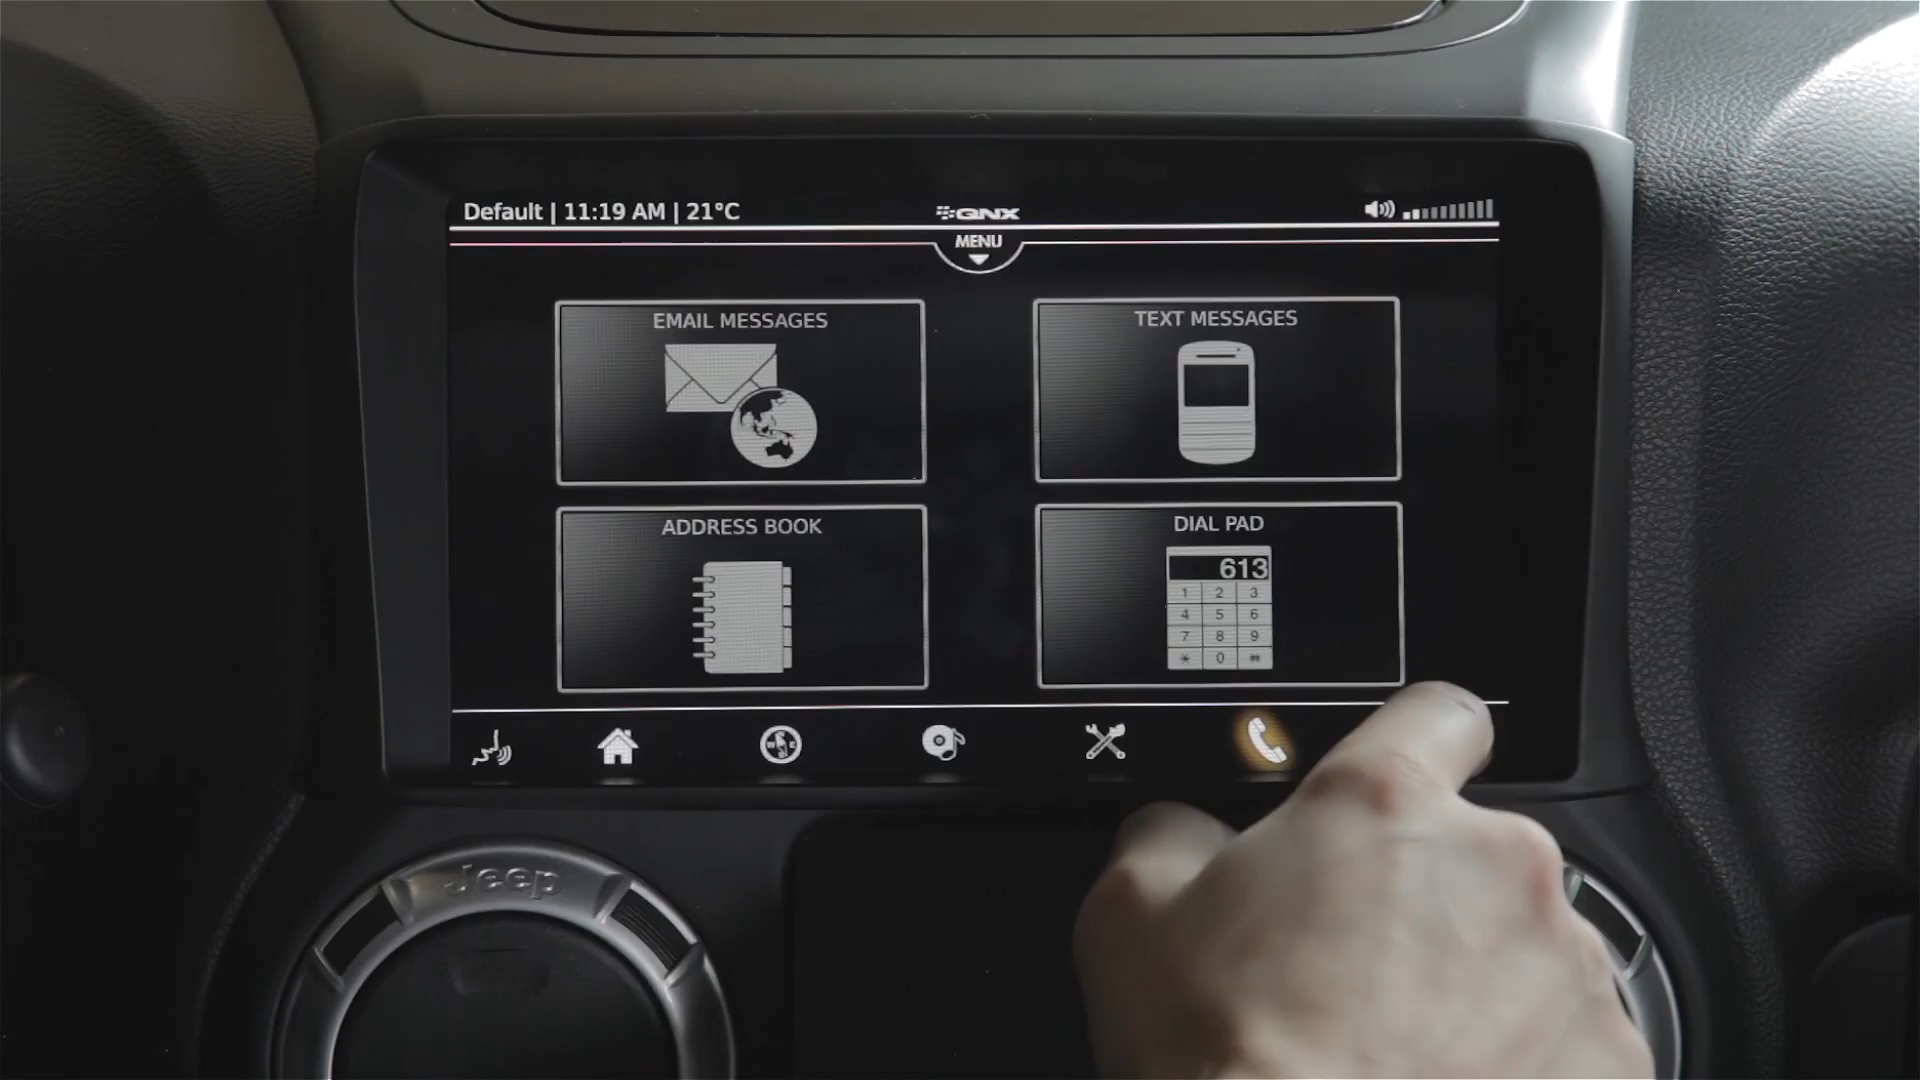 Default | 11:19 AM | 21°C
QNX
MENU
EMAIL MESSAGES
TEXT MESSAGES
ADDRESS BOOK
DIAL PAD
613
1 2 3
4 5 6
7 8 9
* 0 #
W E
Jeep